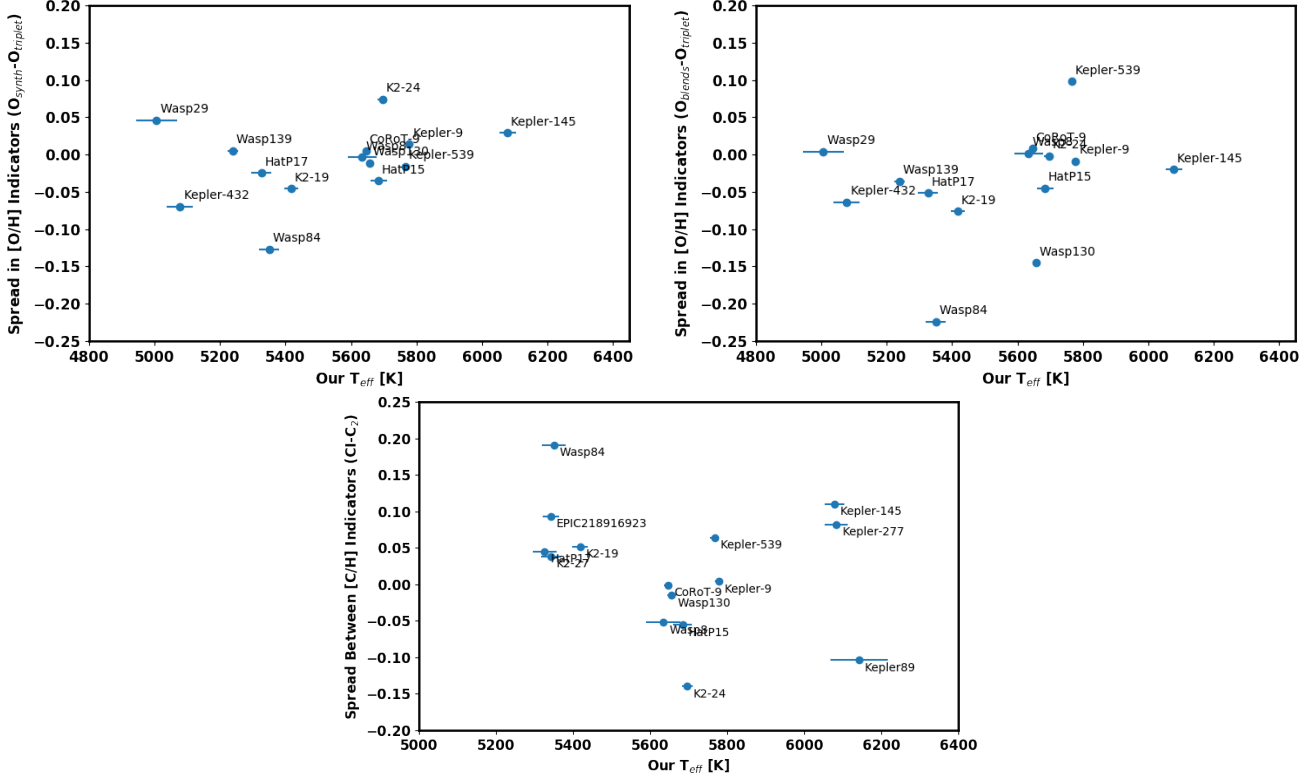 Spread in [O/H] Indicators (O_synth-O_triplet)
0.20
0.15
0.10
0.05
0.00
−0.05
−0.10
−0.15
−0.20
−0.25
K2-24
Wasp29
Kepler-145
Kepler-9
CoRoT-9
Wasp139
Wasp8
Wasp130
Kepler-539
HatP17
HatP15
K2-19
Kepler-432
Wasp84
4800 5000 5200 5400 5600 5800 6000 6200 6400
Our T_eff [K]
Spread in [O/H] Indicators (O_blends-O_triplet)
0.20
0.15
0.10
0.05
0.00
−0.05
−0.10
−0.15
−0.20
−0.25
Kepler-539
CoRoT-9
Wasp29
Wasp8
K2-24
Kepler-9
Kepler-145
Wasp139
HatP17
HatP15
Kepler-432
K2-19
Wasp130
Wasp84
4800 5000 5200 5400 5600 5800 6000 6200 6400
Our T_eff [K]
Spread Between [C/H] Indicators (CI-C₂)
0.25
0.20
0.15
0.10
0.05
0.00
−0.05
−0.10
−0.15
−0.20
Wasp84
Kepler-145
EPIC218916923
Kepler-277
Kepler-539
K2-19
HatP17
K2-27
Kepler-9
CoRoT-9
Wasp130
Wasp8
HatP15
Kepler89
K2-24
5000 5200 5400 5600 5800 6000 6200 6400
Our T_eff [K]